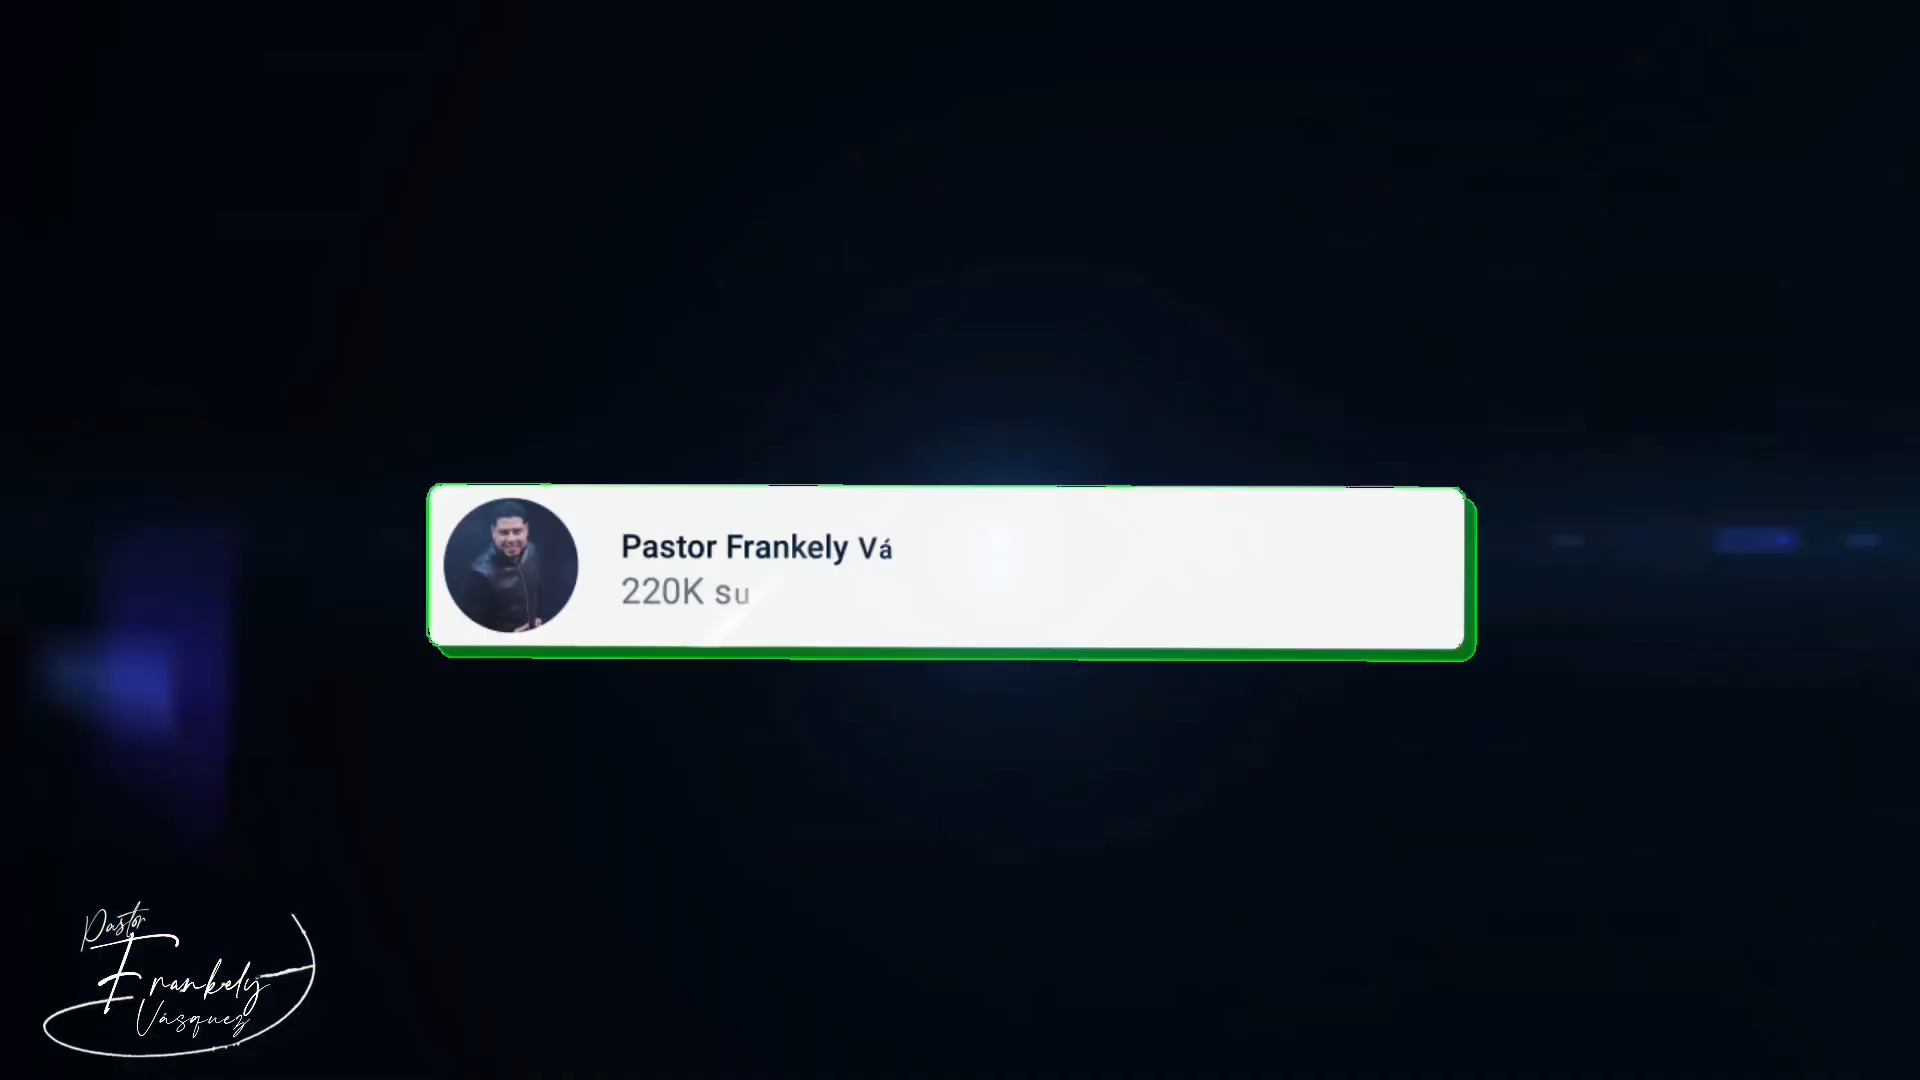 Pastor Frankely Vá
220K su
Pastor
Frankely
Vásquez